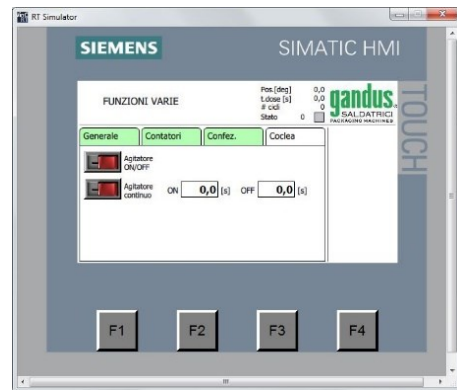 RT Simulator
SIEMENS
SIMATIC HMI
TOUCH
FUNZIONI VARIE
Pos.[deg] 0,0
t.dose [s] 0,0
# cicli 0
Stato 0
gandus
SALDATRICI
PACKAGING MACHINES
Generale Contatori Confez. Coclea
Agitatore
ON/OFF
Agitatore
continuo ON 0,0 [s] OFF 0,0 [s]
F1 F2 F3 F4